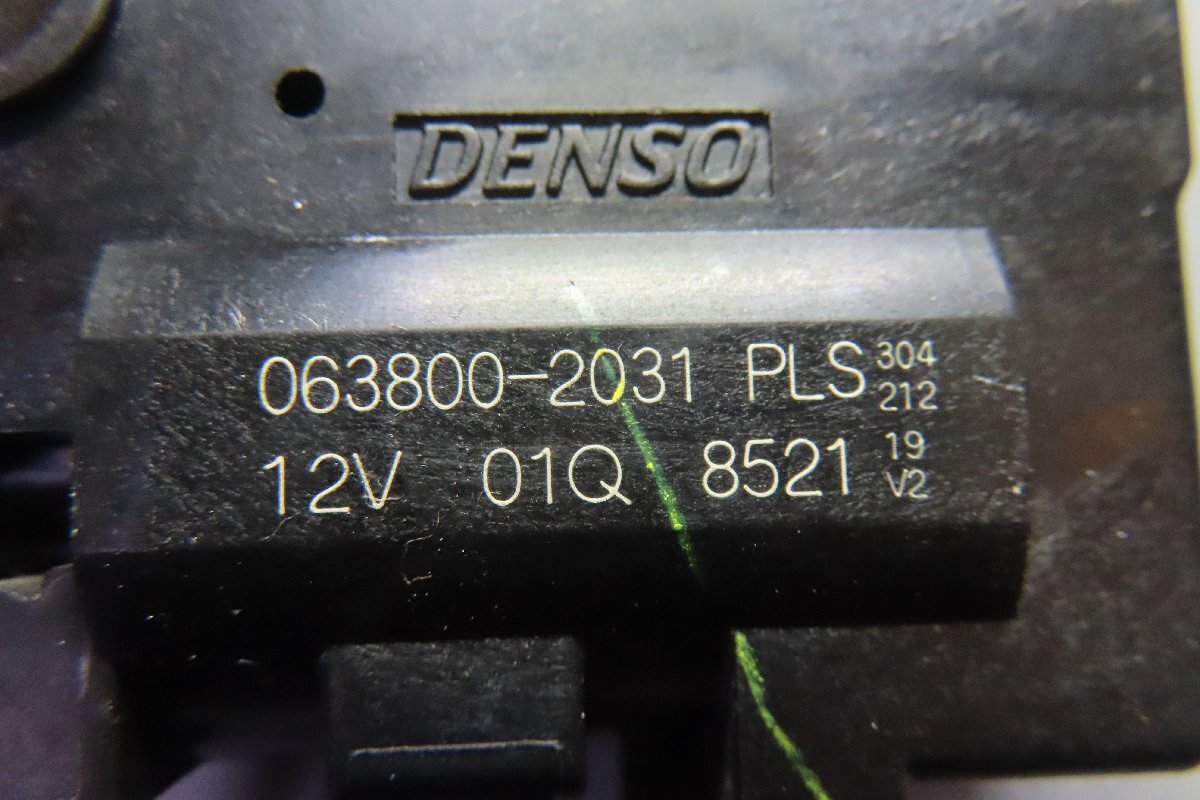 DENSO
063800-2031 PLS 304 212
12V 01Q 8521 19 V2